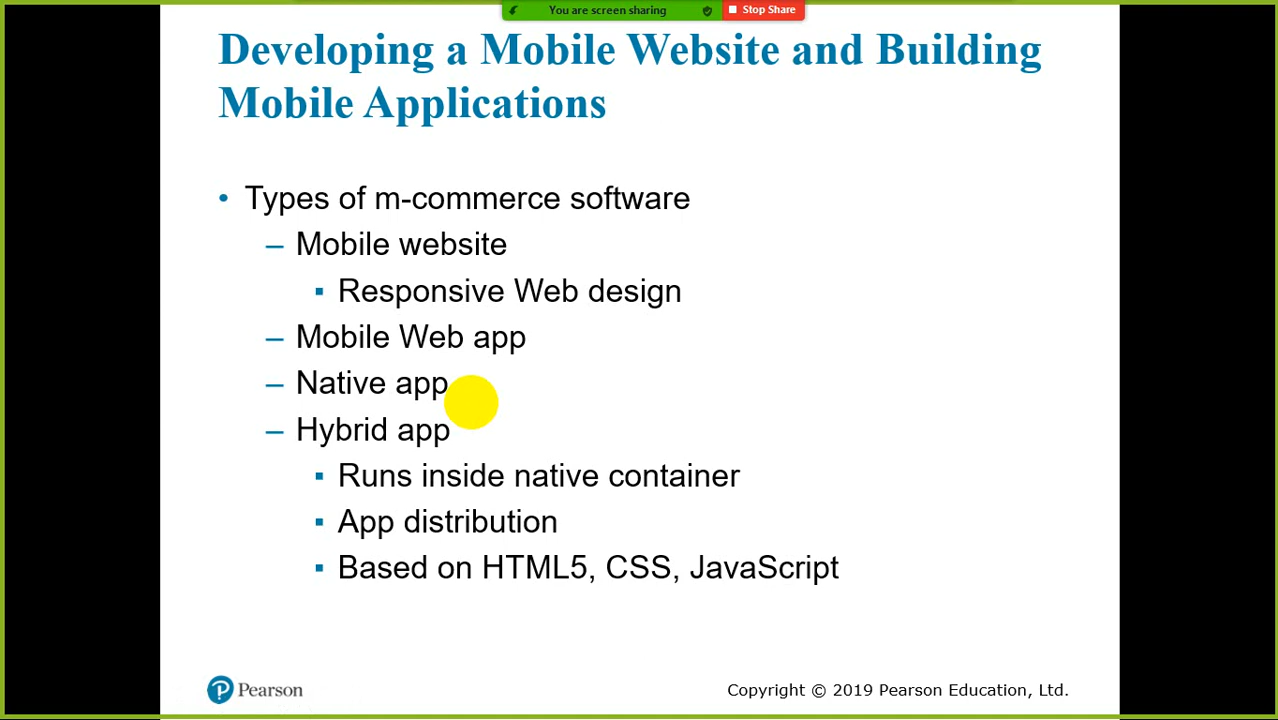 You are screen sharing
Stop Share
Developing a Mobile Website and Building
Mobile Applications
• Types of m-commerce software
– Mobile website
▪ Responsive Web design
– Mobile Web app
– Native app
– Hybrid app
▪ Runs inside native container
▪ App distribution
▪ Based on HTML5, CSS, JavaScript
P Pearson
Copyright © 2019 Pearson Education, Ltd.